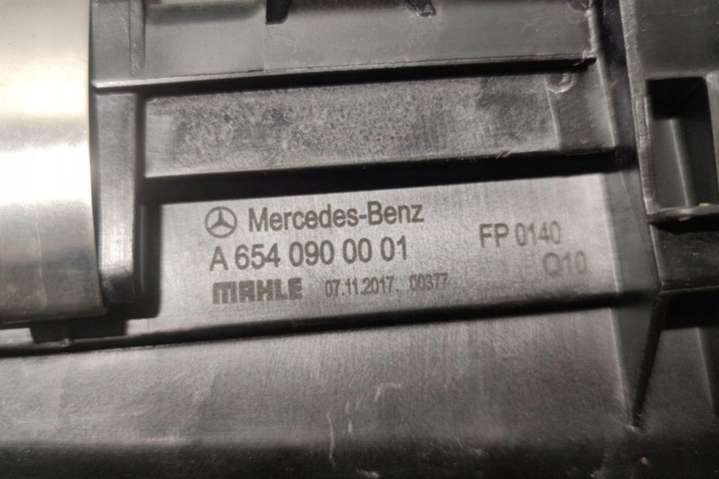 Mercedes-Benz
A 654 090 00 01
MAHLE 07.11.2017. 00377
FP 0140
Q10